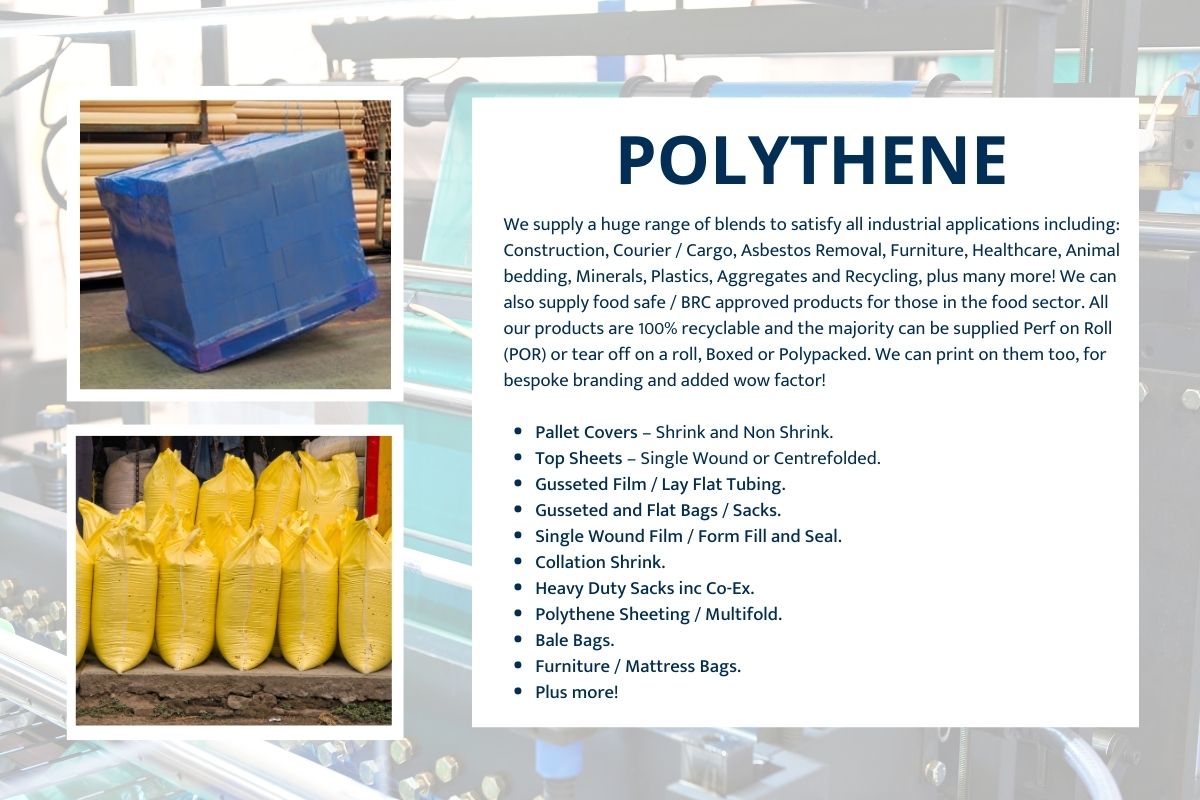 POLYTHENE
We supply a huge range of blends to satisfy all industrial applications including:
Construction, Courier / Cargo, Asbestos Removal, Furniture, Healthcare, Animal
bedding, Minerals, Plastics, Aggregates and Recycling, plus many more! We can
also supply food safe / BRC approved products for those in the food sector. All
our products are 100% recyclable and the majority can be supplied Perf on Roll
(POR) or tear off on a roll, Boxed or Polypacked. We can print on them too, for
bespoke branding and added wow factor!
• Pallet Covers – Shrink and Non Shrink.
• Top Sheets – Single Wound or Centrefolded.
• Gusseted Film / Lay Flat Tubing.
• Gusseted and Flat Bags / Sacks.
• Single Wound Film / Form Fill and Seal.
• Collation Shrink.
• Heavy Duty Sacks inc Co-Ex.
• Polythene Sheeting / Multifold.
• Bale Bags.
• Furniture / Mattress Bags.
• Plus more!